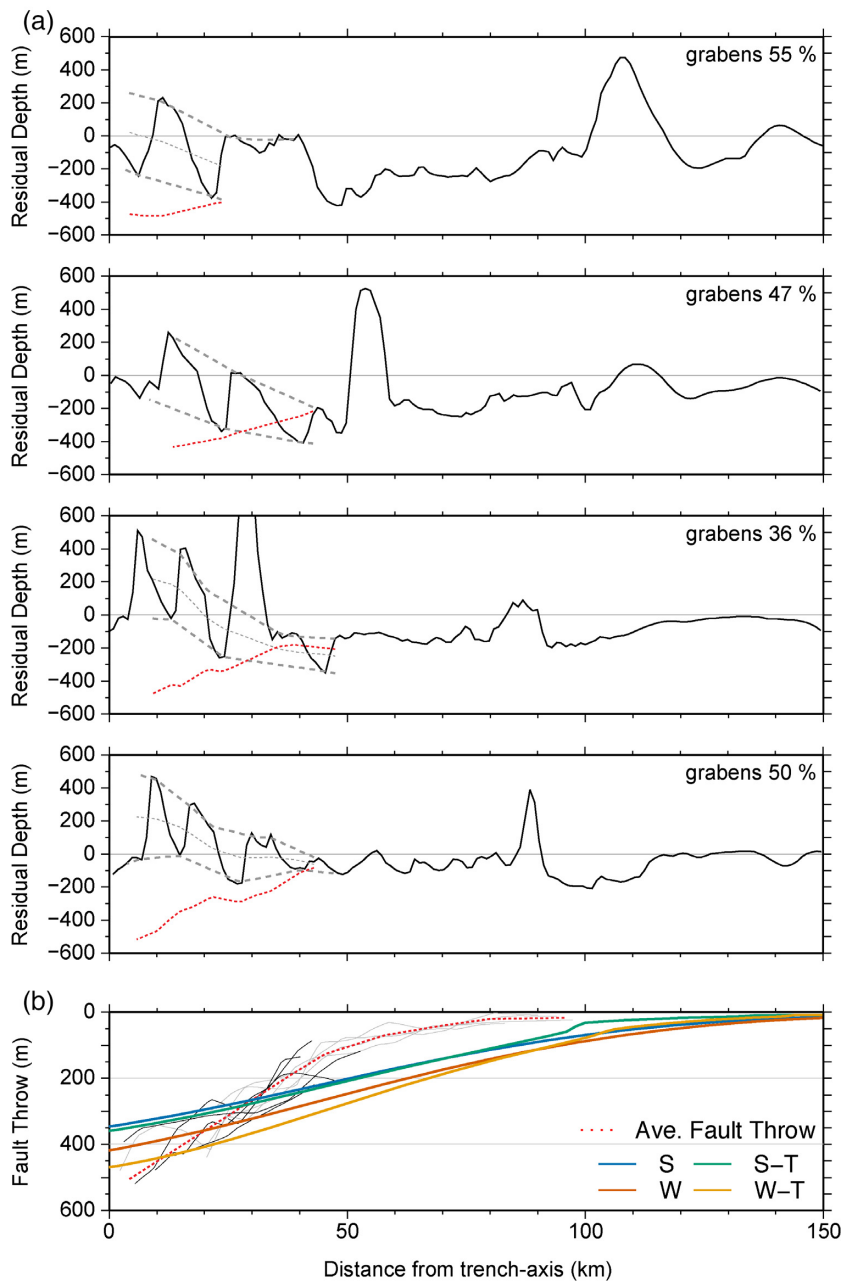 (a)
600
400
200
0
−200
−400
−600
Residual Depth (m)
grabens 55 %
600
400
200
0
−200
−400
−600
Residual Depth (m)
grabens 47 %
600
400
200
0
−200
−400
−600
Residual Depth (m)
grabens 36 %
600
400
200
0
−200
−400
−600
Residual Depth (m)
grabens 50 %
(b)
0
200
400
600
Fault Throw (m)
Ave. Fault Throw
S S−T
W W−T
0 50 100 150
Distance from trench-axis (km)